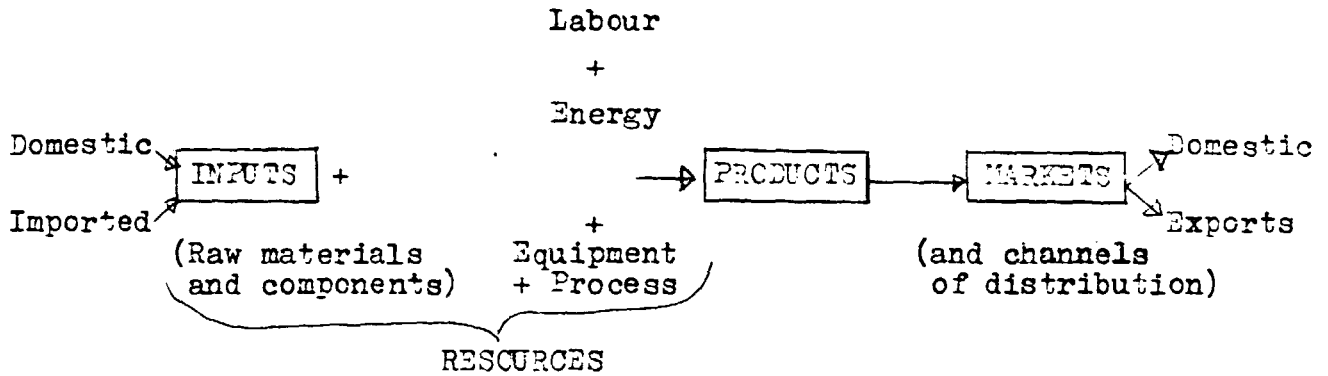 Labour
+
Energy
Domestic
INPUTS +
PRODUCTS
MARKETS
Domestic
Imported
+
Exports
(Raw materials
and components)
Equipment
+ Process
(and channels
of distribution)
RESOURCES